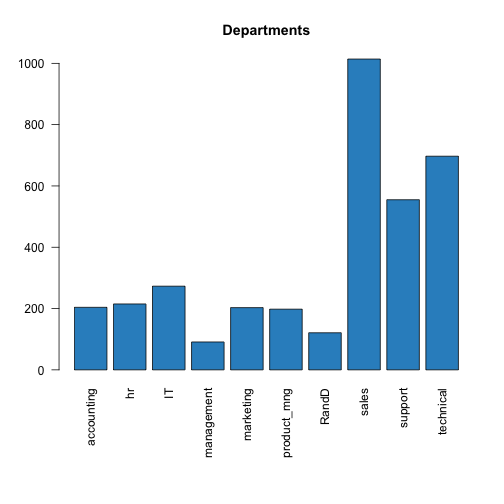 Departments
1000
800
600
400
200
0
accounting
hr
IT
management
marketing
product_mng
RandD
sales
support
technical